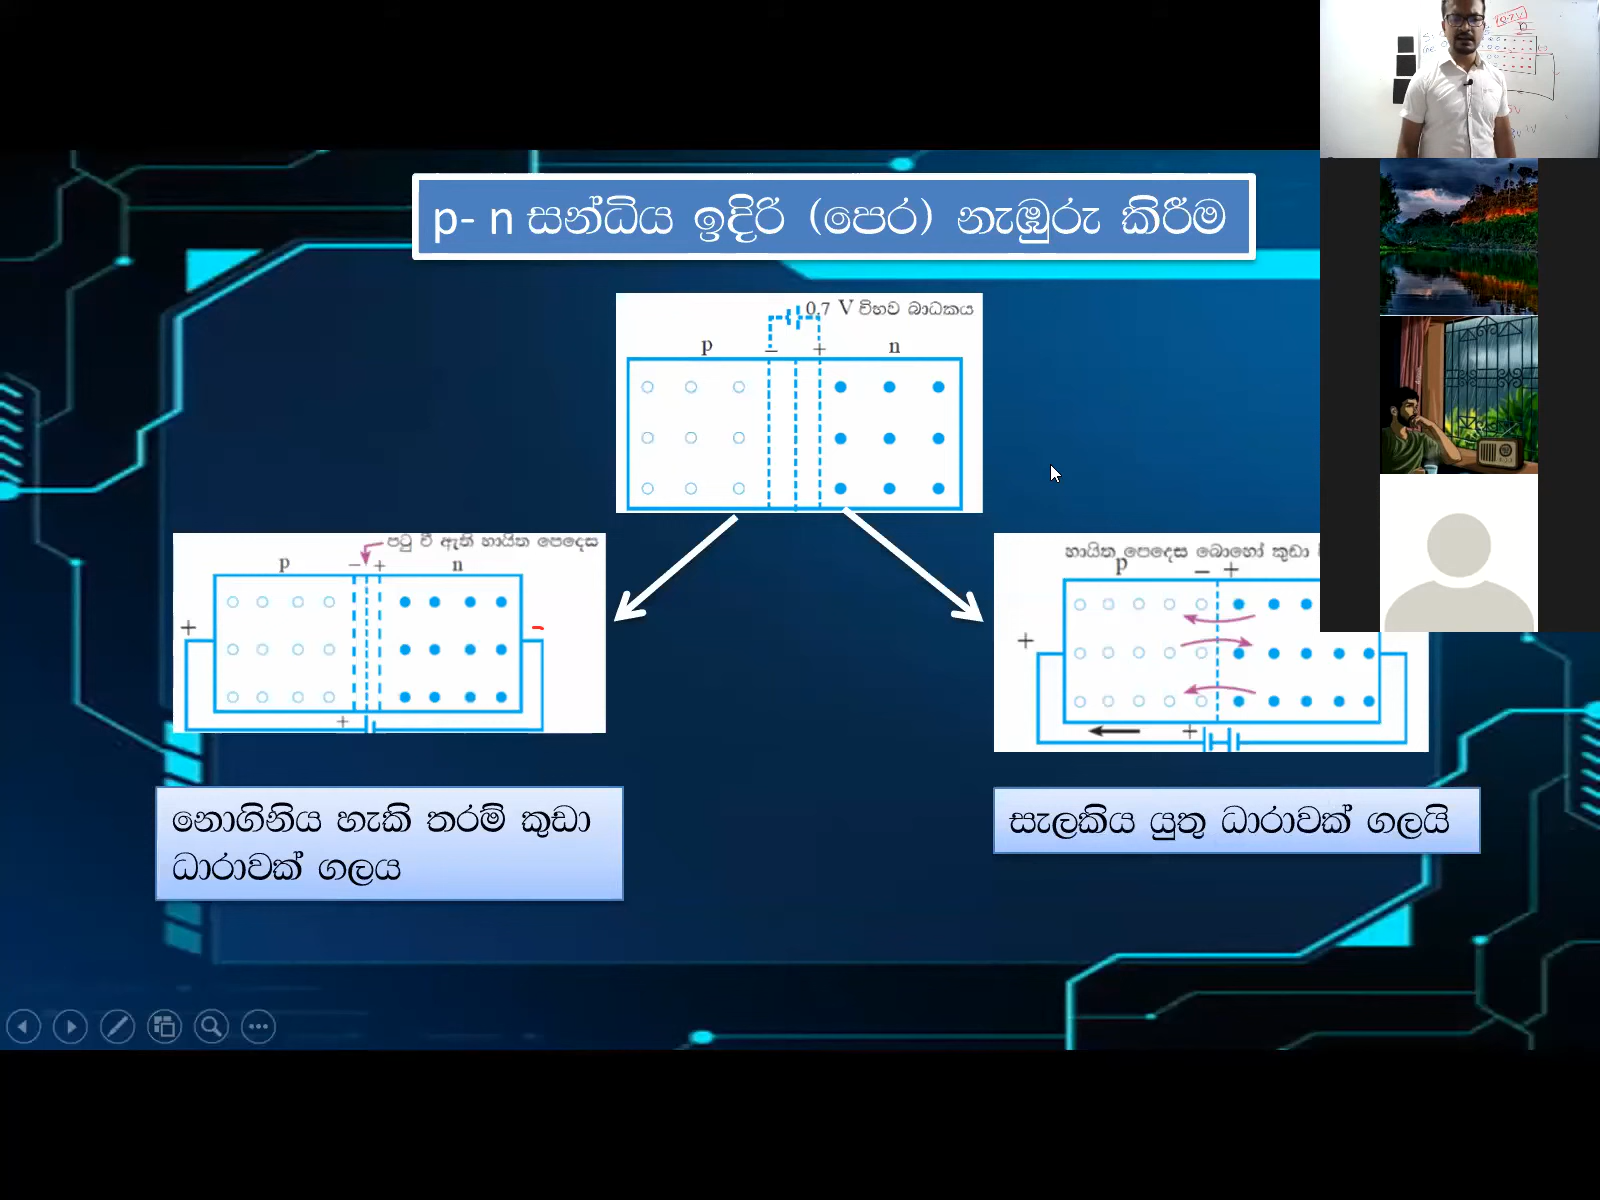 p- n සන්ධිය ඉදිරි (පෙර) නැඹුරු කිරීම
0.7 V විභව බාධකය
p - + n
පටු වී ඇති හායිත පෙදෙස
p - + n
+ -
+
හායිත පෙදෙස බොහෝ කුඩා
p - +
+
+
නොගිනිය හැකි තරම් කුඩා
ධාරාවක් ගලය
සැලකිය යුතු ධාරාවක් ගලයි